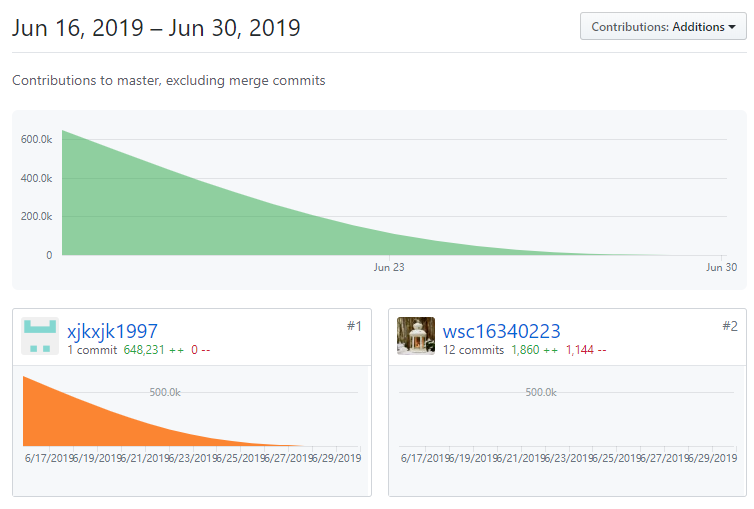 Jun 16, 2019 – Jun 30, 2019
Contributions: Additions
Contributions to master, excluding merge commits
600.0k
400.0k
200.0k
0
Jun 23
Jun 30
xjkxjk1997
#1
1 commit 648,231 ++ 0 --
500.0k
6/17/2019 6/19/2019 6/21/2019 6/23/2019 6/25/2019 6/27/2019 6/29/2019
wsc16340223
#2
12 commits 1,860 ++ 1,144 --
500.0k
6/17/2019 6/19/2019 6/21/2019 6/23/2019 6/25/2019 6/27/2019 6/29/2019